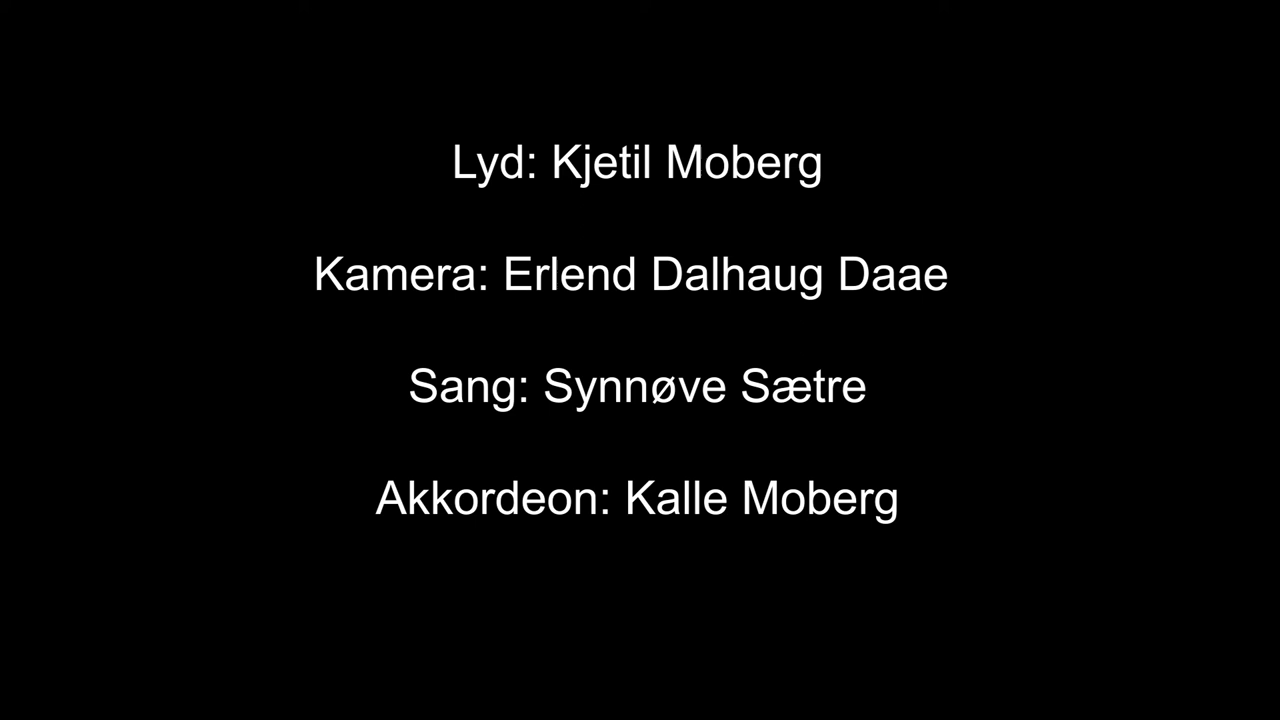 Lyd: Kjetil Moberg
Kamera: Erlend Dalhaug Daae
Sang: Synnøve Sætre
Akkordeon: Kalle Moberg